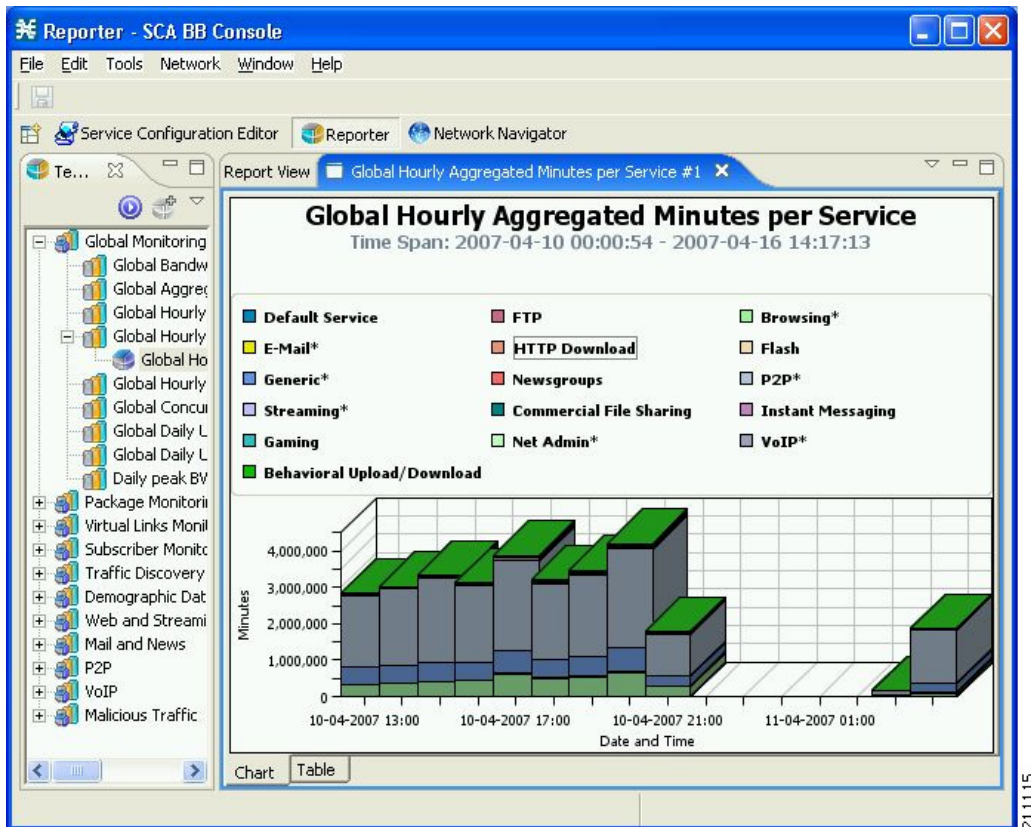 Reporter - SCA BB Console
File Edit Tools Network Window Help
Service Configuration Editor Reporter Network Navigator
Te...
Report View Global Hourly Aggregated Minutes per Service #1
Global Monitoring
Global Bandw
Global Aggreg
Global Hourly
Global Hourly
Global Ho
Global Hourly
Global Concur
Global Daily L
Global Daily L
Daily peak BV
Package Monitorin
Virtual Links Monit
Subscriber Monito
Traffic Discovery
Demographic Dat
Web and Streami
Mail and News
P2P
VoIP
Malicious Traffic
Global Hourly Aggregated Minutes per Service
Time Span: 2007-04-10 00:00:54 - 2007-04-16 14:17:13
Default Service FTP Browsing*
E-Mail* HTTP Download Flash
Generic* Newsgroups P2P*
Streaming* Commercial File Sharing Instant Messaging
Gaming Net Admin* VoIP*
Behavioral Upload/Download
Minutes
4,000,000
3,000,000
2,000,000
1,000,000
0
10-04-2007 13:00 10-04-2007 17:00 10-04-2007 21:00 11-04-2007 01:00
Date and Time
Chart Table
211115